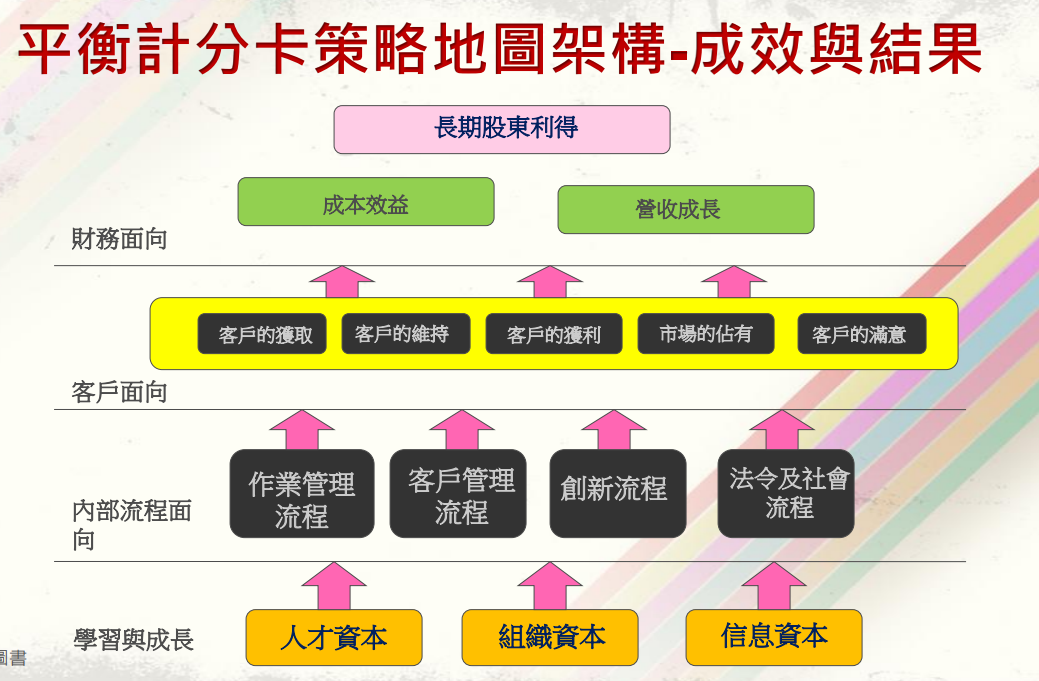 平衡計分卡策略地圖架構-成效與結果
長期股東利得
成本效益
營收成長
財務面向
客戶的獲取
客戶的維持
客戶的獲利
市場的佔有
客戶的滿意
客戶面向
作業管理
流程
客戶管理
流程
創新流程
法令及社會
流程
內部流程面
向
學習與成長
人才資本
組織資本
信息資本
圖書